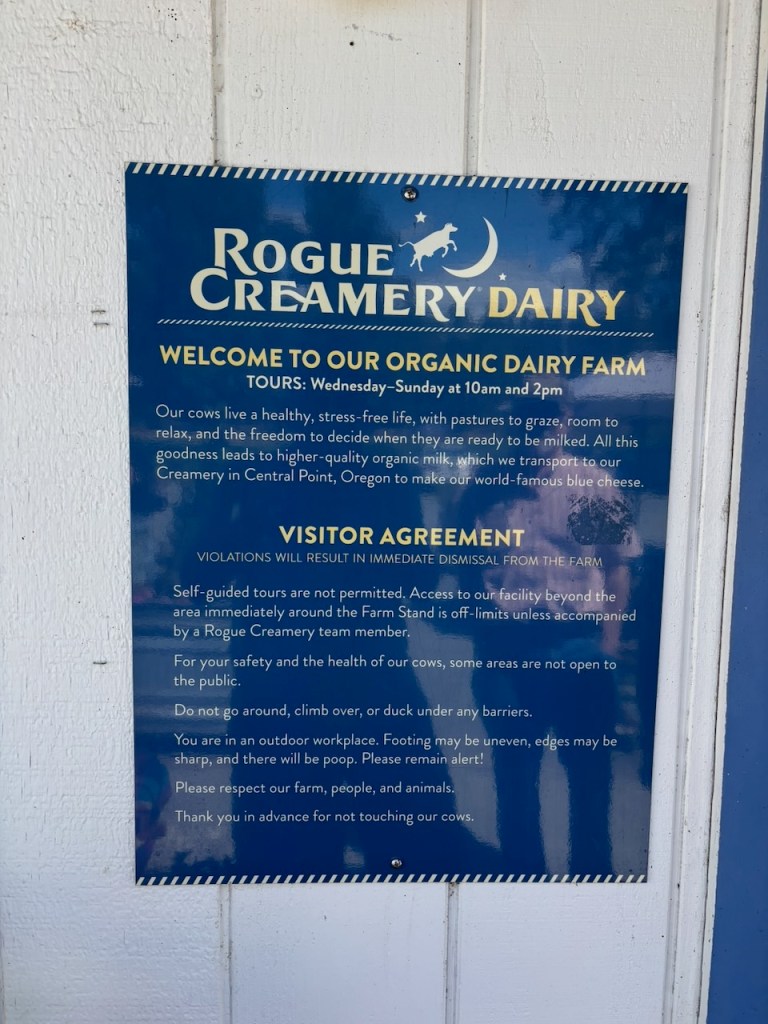 ROGUE
CREAMERY® DAIRY
WELCOME TO OUR ORGANIC DAIRY FARM
TOURS: Wednesday–Sunday at 10am and 2pm
Our cows live a healthy, stress-free life, with pastures to graze, room to
relax, and the freedom to decide when they are ready to be milked. All this
goodness leads to higher-quality organic milk, which we transport to our
Creamery in Central Point, Oregon to make our world-famous blue cheese.
VISITOR AGREEMENT
VIOLATIONS WILL RESULT IN IMMEDIATE DISMISSAL FROM THE FARM
Self-guided tours are not permitted. Access to our facility beyond the
area immediately around the Farm Stand is off-limits unless accompanied
by a Rogue Creamery team member.
For your safety and the health of our cows, some areas are not open to
the public.
Do not go around, climb over, or duck under any barriers.
You are in an outdoor workplace. Footing may be uneven, edges may be
sharp, and there will be poop. Please remain alert!
Please respect our farm, people, and animals.
Thank you in advance for not touching our cows.